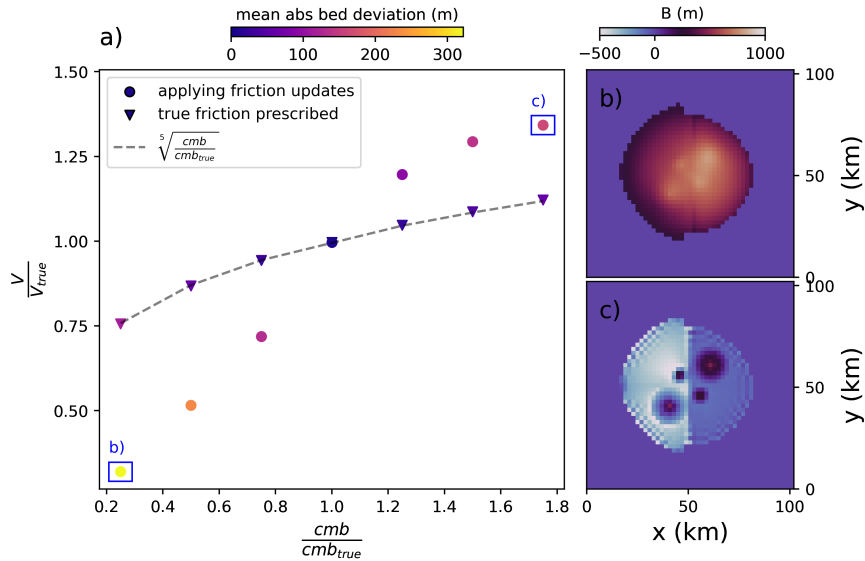 mean abs bed deviation (m)
0 100 200 300
a)
applying friction updates
true friction prescribed
5√(cmb/cmb_true)
c)
b)
1.50
1.25
1.00
0.75
0.50
V/V_true
0.2 0.4 0.6 0.8 1.0 1.2 1.4 1.6 1.8
cmb/cmb_true
B (m)
−500 0 1000
b)
100
50
0
y (km)
c)
100
50
0
y (km)
0 50 100
x (km)